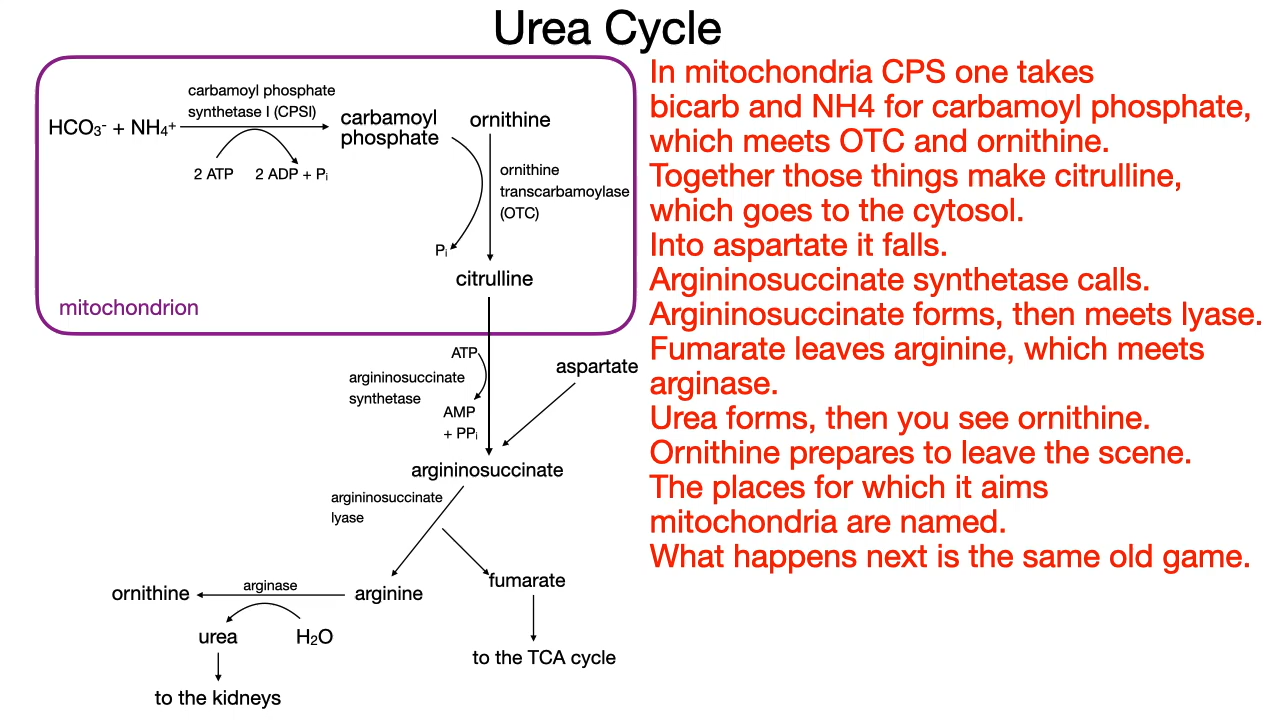 Urea Cycle
carbamoyl phosphate
synthetase I (CPSI)
HCO₃⁻ + NH₄⁺
carbamoyl
phosphate
ornithine
2 ATP
2 ADP + Pᵢ
ornithine
transcarbamoylase
(OTC)
Pᵢ
citrulline
mitochondrion
ATP
argininosuccinate
synthetase
AMP
+ PPᵢ
aspartate
argininosuccinate
argininosuccinate
lyase
ornithine
arginase
arginine
fumarate
urea
H₂O
to the TCA cycle
to the kidneys
In mitochondria CPS one takes
bicarb and NH4 for carbamoyl phosphate,
which meets OTC and ornithine.
Together those things make citrulline,
which goes to the cytosol.
Into aspartate it falls.
Argininosuccinate synthetase calls.
Argininosuccinate forms, then meets lyase.
Fumarate leaves arginine, which meets
arginase.
Urea forms, then you see ornithine.
Ornithine prepares to leave the scene.
The places for which it aims
mitochondria are named.
What happens next is the same old game.